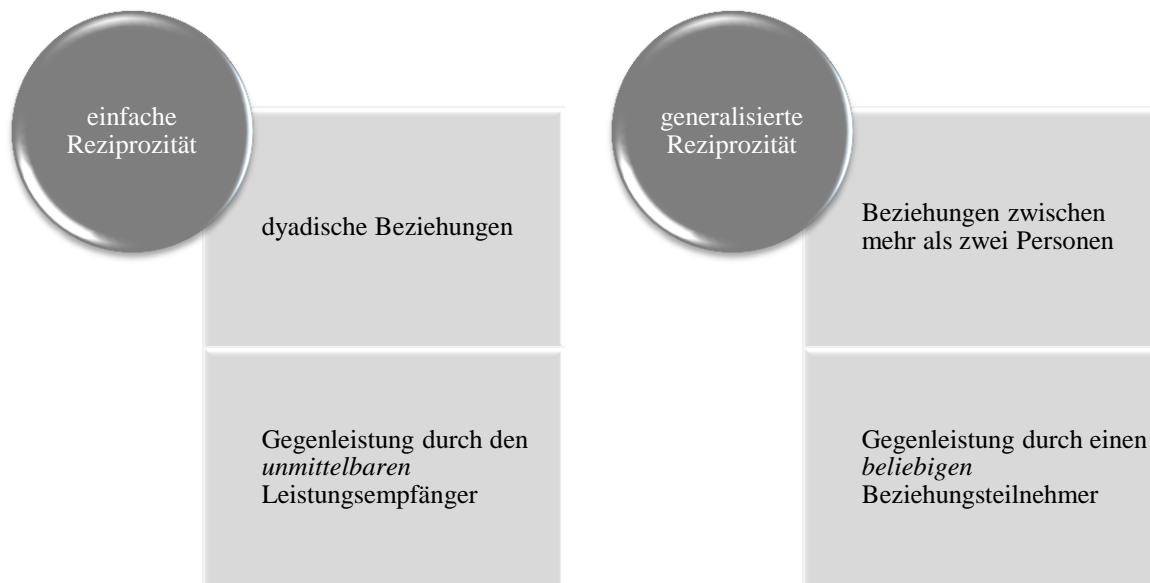 einfache
Reziprozität
dyadische Beziehungen
Gegenleistung durch den
unmittelbaren
Leistungsempfänger
generalisierte
Reziprozität
Beziehungen zwischen
mehr als zwei Personen
Gegenleistung durch einen
beliebigen
Beziehungsteilnehmer